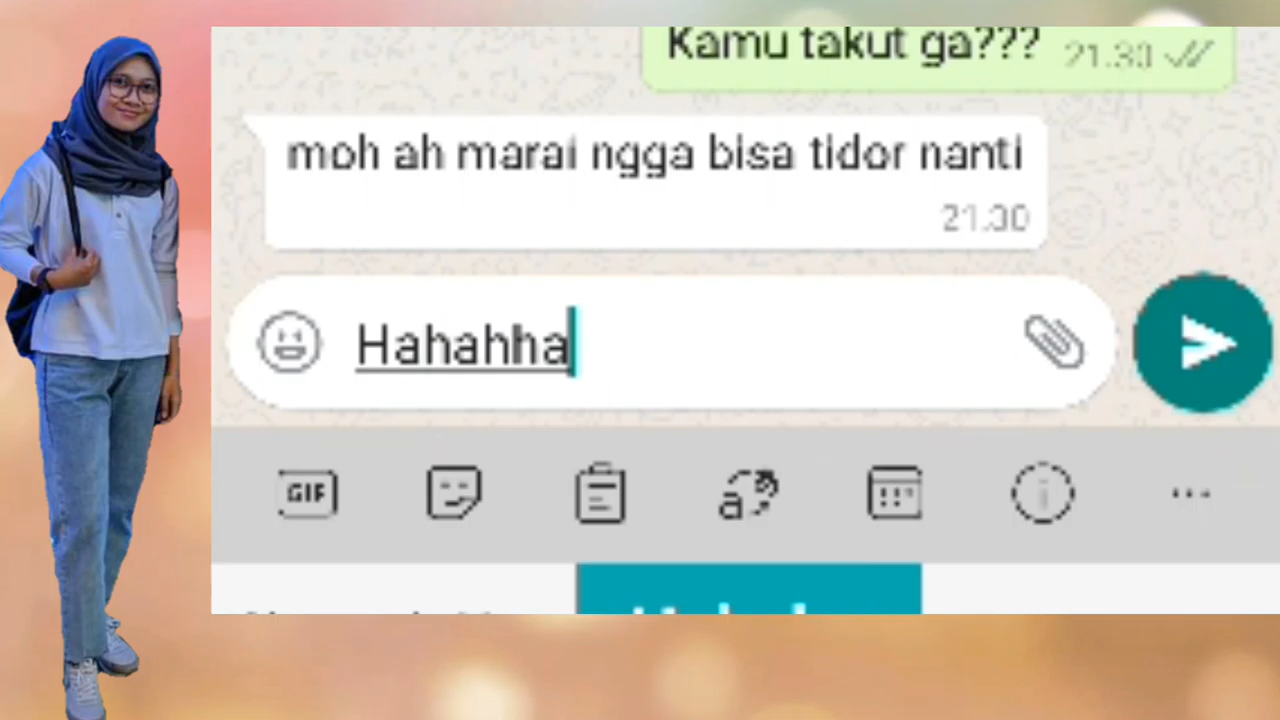 Kamu takut ga??? 21.30
moh ah marai ngga bisa tidor nanti
21.30
Hahahha
GIF